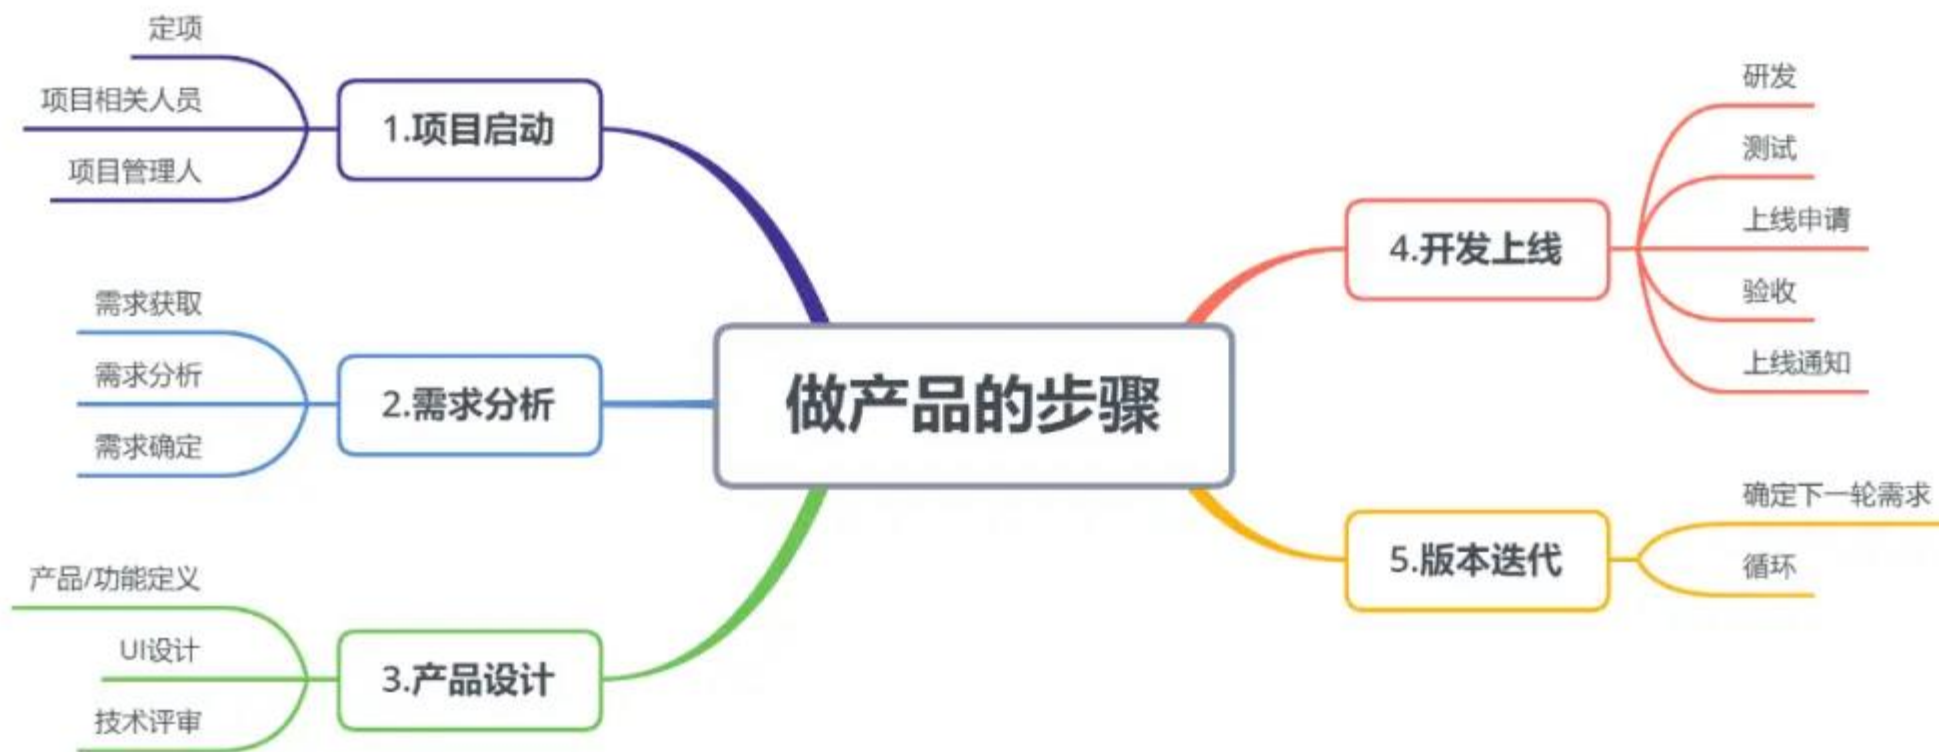 定项
项目相关人员
项目管理人
1.项目启动
需求获取
需求分析
需求确定
2.需求分析
产品/功能定义
UI设计
技术评审
3.产品设计
做产品的步骤
4.开发上线
研发
测试
上线申请
验收
上线通知
5.版本迭代
确定下一轮需求
循环